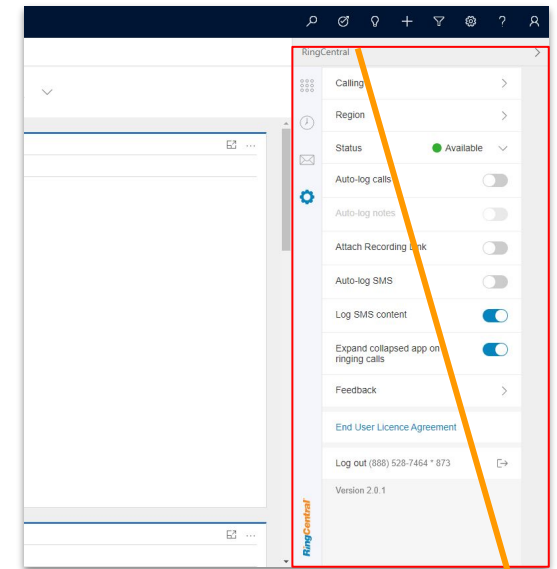 RingCentral
Calling
Region
Status Available
Auto-log calls
Auto-log notes
Attach Recording Link
Auto-log SMS
Log SMS content
Expand collapsed app on
ringing calls
Feedback
End User Licence Agreement
Log out (888) 528-7464 * 873
Version 2.0.1
RingCentral